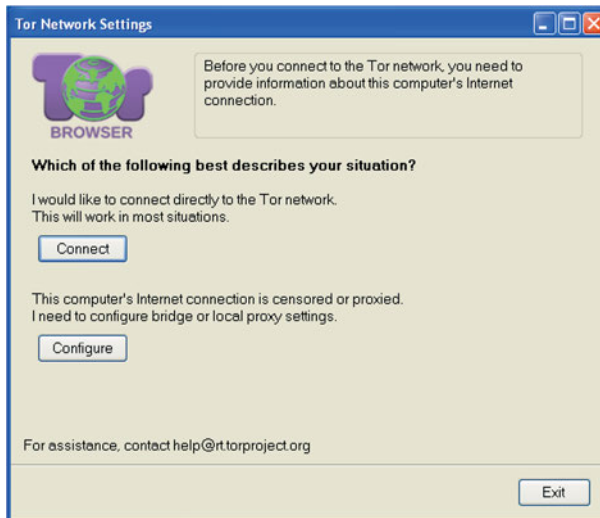 Tor Network Settings
Tor
BROWSER
Before you connect to the Tor network, you need to
provide information about this computer's Internet
connection.
Which of the following best describes your situation?
I would like to connect directly to the Tor network.
This will work in most situations.
Connect
This computer's Internet connection is censored or proxied.
I need to configure bridge or local proxy settings.
Configure
For assistance, contact help@rt.torproject.org
Exit